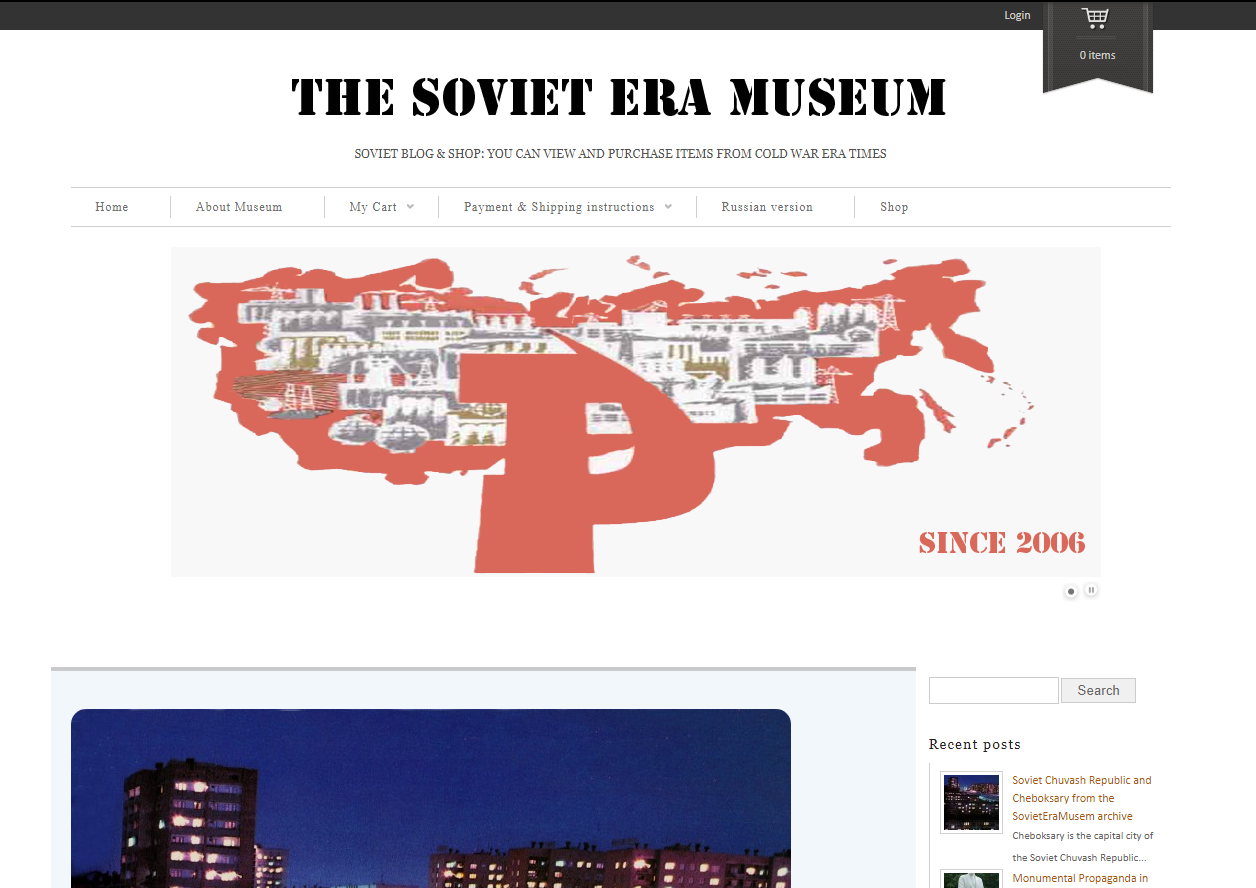 Login
0 items
THE SOVIET ERA MUSEUM
SOVIET BLOG & SHOP: YOU CAN VIEW AND PURCHASE ITEMS FROM COLD WAR ERA TIMES
Home
About Museum
My Cart
Payment & Shipping instructions
Russian version
Shop
SINCE 2006
Search
Recent posts
Soviet Chuvash Republic and
Cheboksary from the
SovietEraMusem archive
Cheboksary is the capital city of
the Soviet Chuvash Republic...
Monumental Propaganda in